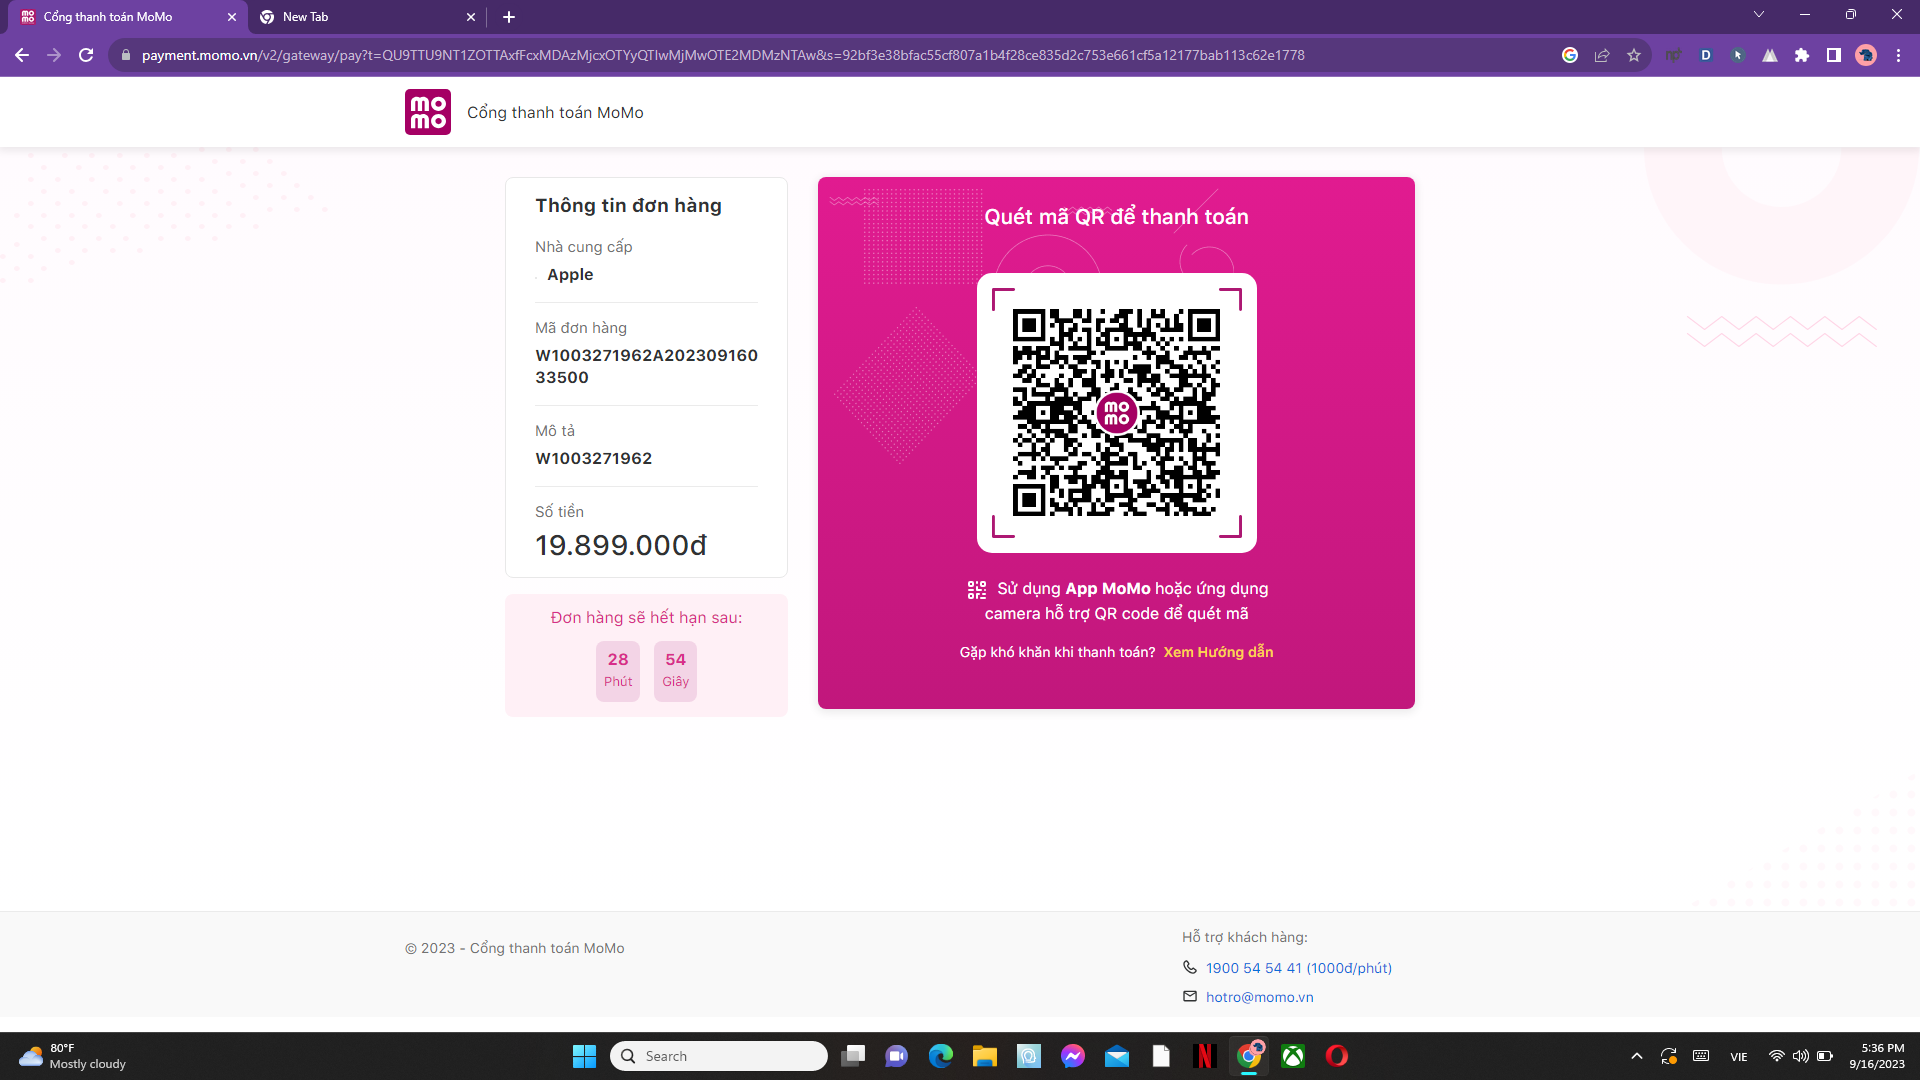 Cổng thanh toán MoMo
New Tab
payment.momo.vn/v2/gateway/pay?t=QU9TTU9NT1ZOTTAxfFcxMDAzMjcxOTYyQTIwMjMwOTE2MDMzNTAw&s=92bf3e38bfac55cf807a1b4f28ce835d2c753e661cf5a12177bab113c62e1778
mo
mo
Cổng thanh toán MoMo
Thông tin đơn hàng
Nhà cung cấp
Apple
Mã đơn hàng
W1003271962A202309160
33500
Mô tả
W1003271962
Số tiền
19.899.000đ
Đơn hàng sẽ hết hạn sau:
28 54
Phút Giây
Quét mã QR để thanh toán
mo
mo
Sử dụng App MoMo hoặc ứng dụng
camera hỗ trợ QR code để quét mã
Gặp khó khăn khi thanh toán? Xem Hướng dẫn
© 2023 - Cổng thanh toán MoMo
Hỗ trợ khách hàng:
1900 54 54 41 (1000đ/phút)
hotro@momo.vn
80°F
Mostly cloudy
Search
VIE
5:36 PM
9/16/2023